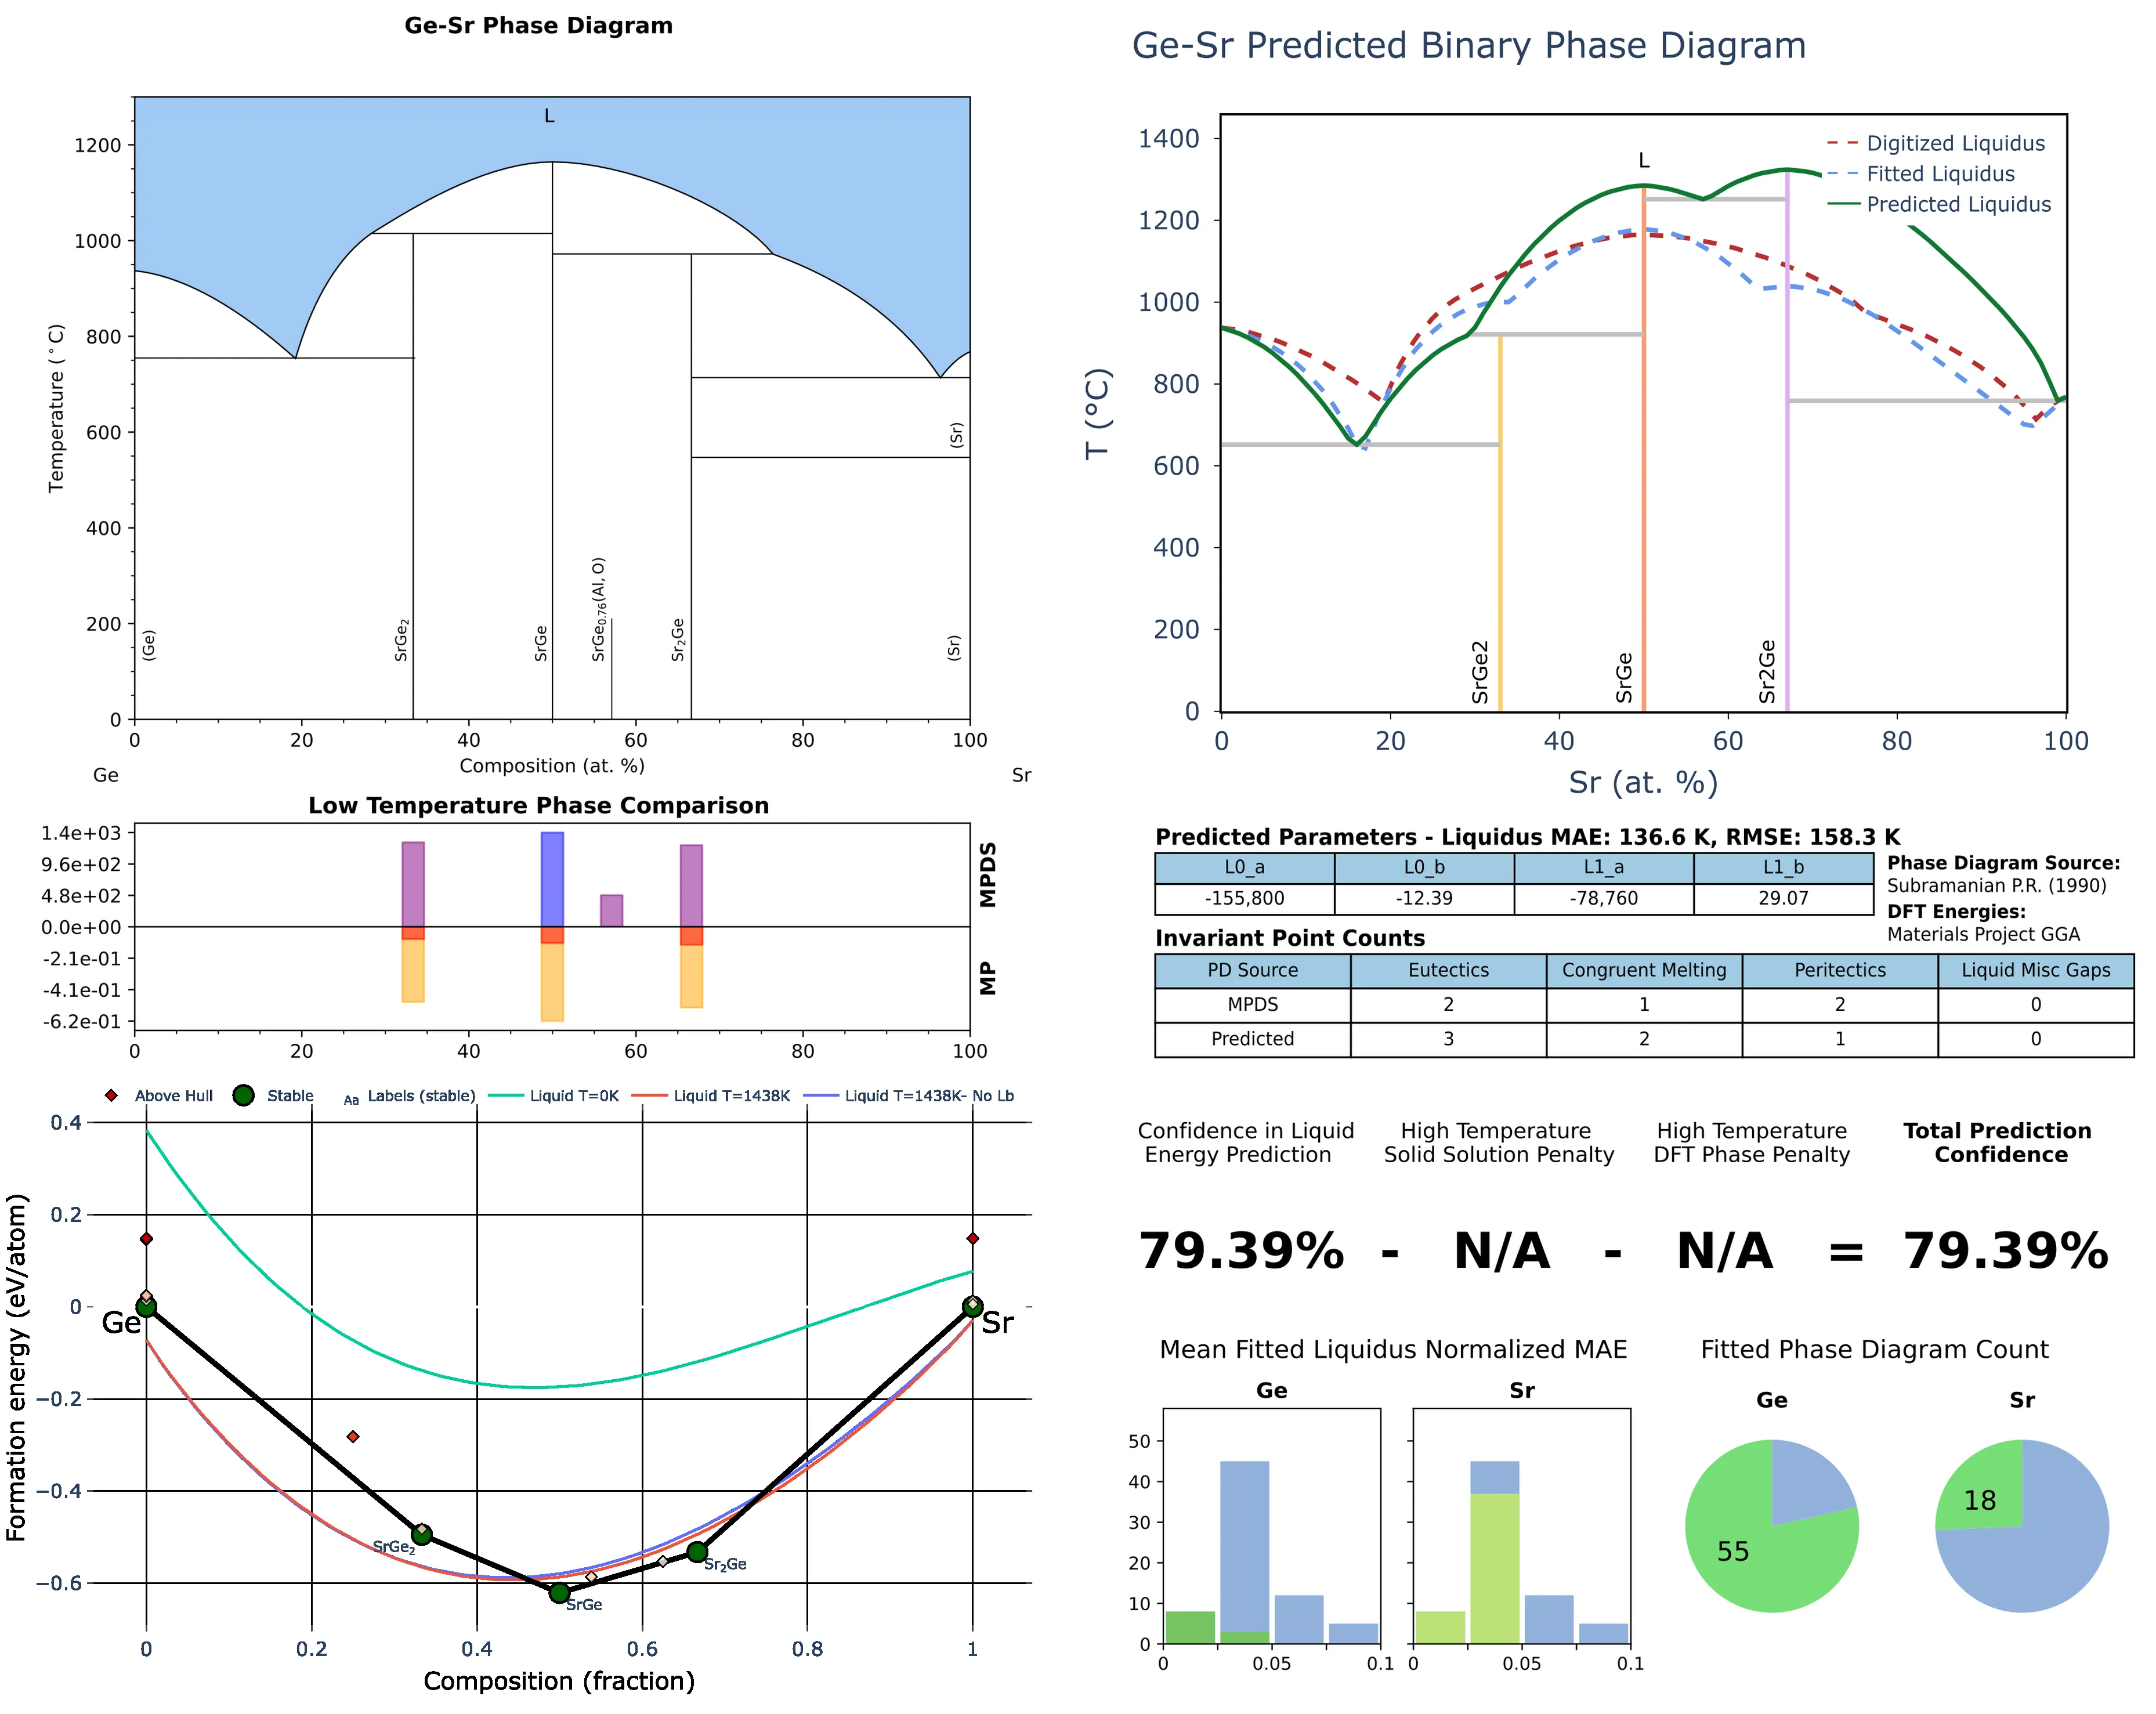 Ge-Sr Phase Diagram
L
1200
1000
800
600
400
200
0
Temperature (°C)
(Ge)
SrGe2
SrGe
SrGe0.76(Al, O)
Sr2Ge
(Sr)
(Sr)
0 20 40 60 80 100
Composition (at. %)
Ge Sr
Low Temperature Phase Comparison
1.4e+03
9.6e+02
4.8e+02
0.0e+00
-2.1e-01
-4.1e-01
-6.2e-01
MPDS
MP
0 20 40 60 80 100
Above Hull Stable Aa Labels (stable) Liquid T=0K Liquid T=1438K Liquid T=1438K- No Lb
0.4
0.2
0
−0.2
−0.4
−0.6
Formation energy (eV/atom)
Ge
Sr
SrGe2
SrGe
Sr2Ge
0 0.2 0.4 0.6 0.8 1
Composition (fraction)
Ge-Sr Predicted Binary Phase Diagram
1400
1200
1000
800
600
400
200
0
T (°C)
L
Digitized Liquidus
Fitted Liquidus
Predicted Liquidus
SrGe2
SrGe
Sr2Ge
0 20 40 60 80 100
Sr (at. %)
Predicted Parameters - Liquidus MAE: 136.6 K, RMSE: 158.3 K
L0_a L0_b L1_a L1_b
-155,800 -12.39 -78,760 29.07
Phase Diagram Source:
Subramanian P.R. (1990)
DFT Energies:
Materials Project GGA
Invariant Point Counts
PD Source Eutectics Congruent Melting Peritectics Liquid Misc Gaps
MPDS 2 1 2 0
Predicted 3 2 1 0
Confidence in Liquid
Energy Prediction
High Temperature
Solid Solution Penalty
High Temperature
DFT Phase Penalty
Total Prediction
Confidence
79.39% - N/A - N/A = 79.39%
Mean Fitted Liquidus Normalized MAE
Ge Sr
50
40
30
20
10
0
0 0.05 0.1
0 0.05 0.1
Fitted Phase Diagram Count
Ge Sr
55
18